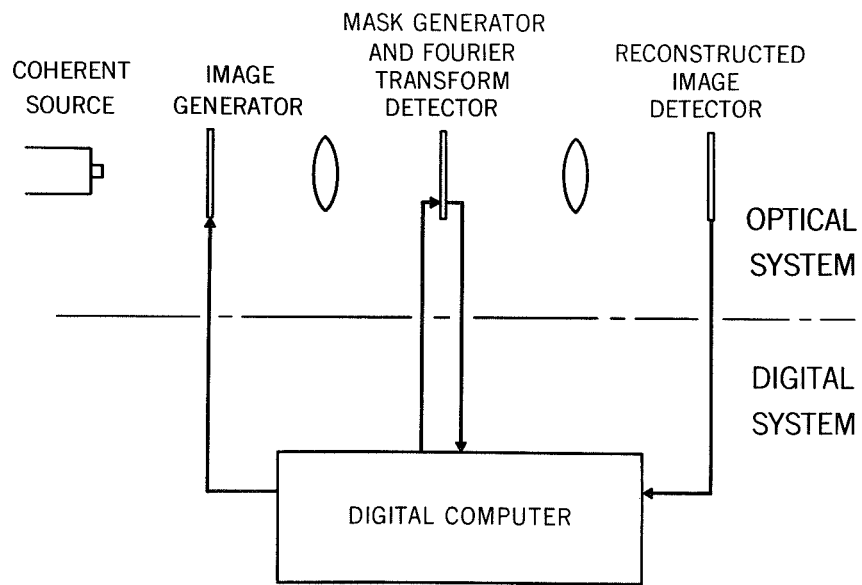 COHERENT
SOURCE
IMAGE
GENERATOR
MASK GENERATOR
AND FOURIER
TRANSFORM
DETECTOR
RECONSTRUCTED
IMAGE
DETECTOR
OPTICAL
SYSTEM
DIGITAL
SYSTEM
DIGITAL COMPUTER